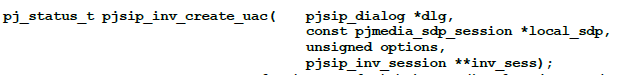 pj_status_t pjsip_inv_create_uac( pjsip_dialog *dlg,
const pjmedia_sdp_session *local_sdp,
unsigned options,
pjsip_inv_session **inv_sess);